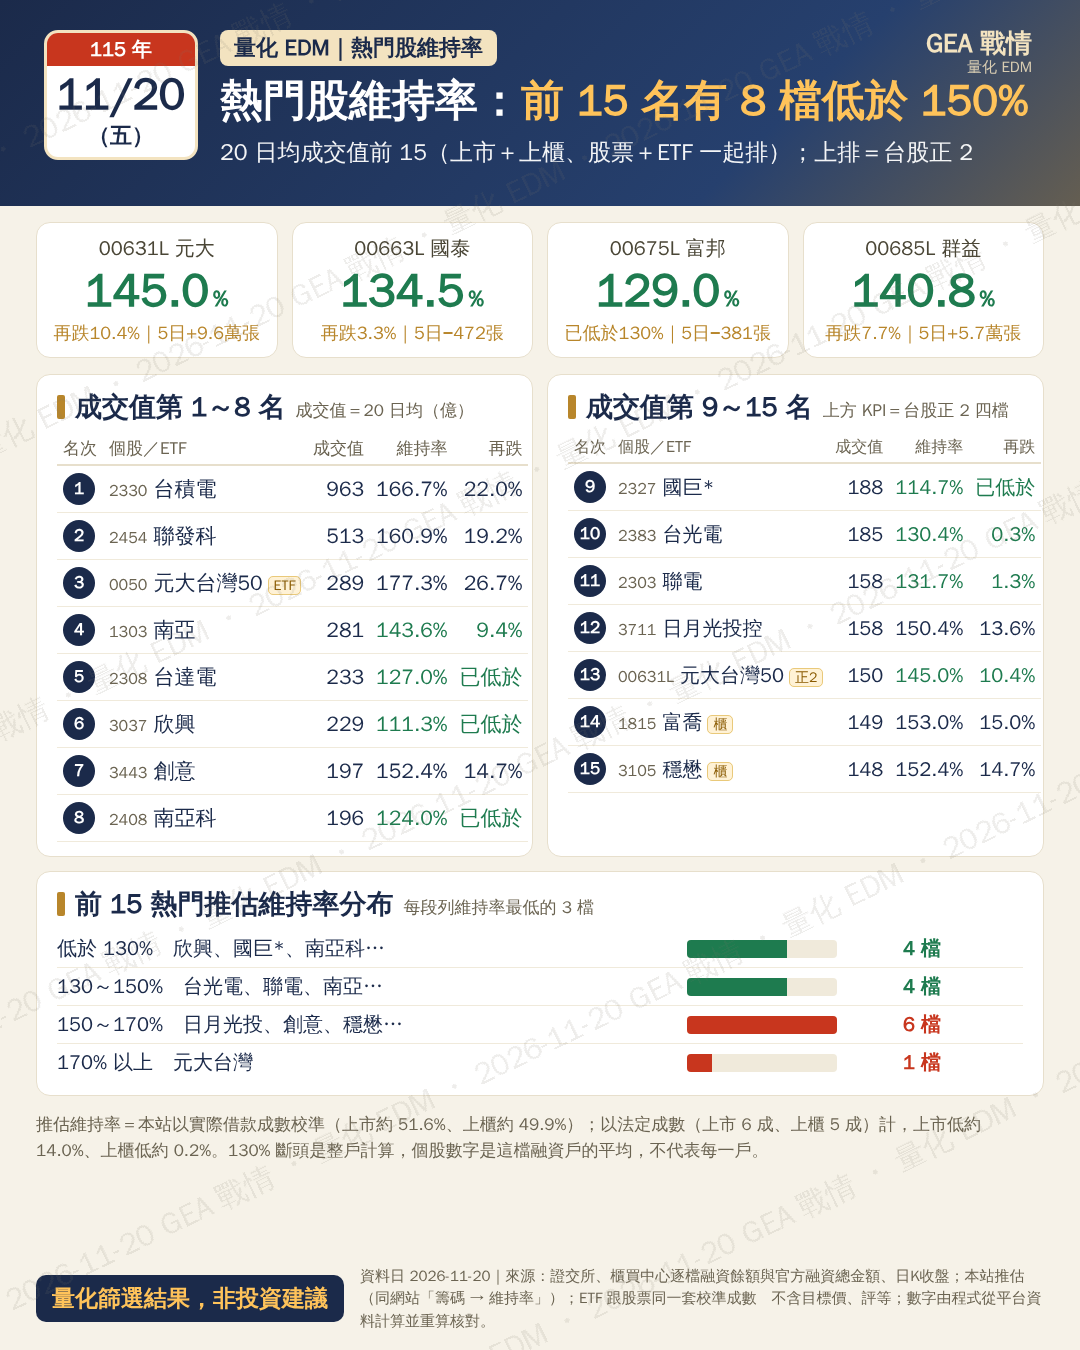 115 年
11/20
（五）
量化 EDM｜熱門股維持率
熱門股維持率：前 15 名有 8 檔低於 150%
20 日均成交值前 15（上市＋上櫃、股票＋ETF 一起排）；上排＝台股正 2
GEA 戰情
量化 EDM
00631L 元大
145.0%
再跌10.4%｜5日+9.6萬張
00663L 國泰
134.5%
再跌3.3%｜5日−472張
00675L 富邦
129.0%
已低於130%｜5日−381張
00685L 群益
140.8%
再跌7.7%｜5日+5.7萬張
成交值第 1～8 名 成交值＝20 日均（億）
名次 個股／ETF 成交值 維持率 再跌
1 2330 台積電 963 166.7% 22.0%
2 2454 聯發科 513 160.9% 19.2%
3 0050 元大台灣50 ETF 289 177.3% 26.7%
4 1303 南亞 281 143.6% 9.4%
5 2308 台達電 233 127.0% 已低於
6 3037 欣興 229 111.3% 已低於
7 3443 創意 197 152.4% 14.7%
8 2408 南亞科 196 124.0% 已低於
成交值第 9～15 名 上方 KPI＝台股正 2 四檔
名次 個股／ETF 成交值 維持率 再跌
9 2327 國巨* 188 114.7% 已低於
10 2383 台光電 185 130.4% 0.3%
11 2303 聯電 158 131.7% 1.3%
12 3711 日月光投控 158 150.4% 13.6%
13 00631L 元大台灣50 正2 150 145.0% 10.4%
14 1815 富喬 櫃 149 153.0% 15.0%
15 3105 穩懋 櫃 148 152.4% 14.7%
前 15 熱門推估維持率分布 每段列維持率最低的 3 檔
低於 130% 欣興、國巨*、南亞科… 4 檔
130～150% 台光電、聯電、南亞… 4 檔
150～170% 日月光投、創意、穩懋… 6 檔
170% 以上 元大台灣 1 檔
推估維持率＝本站以實際借款成數校準（上市約 51.6%、上櫃約 49.9%）；以法定成數（上市 6 成、上櫃 5 成）計，上市低約
14.0%、上櫃低約 0.2%。130% 斷頭是整戶計算，個股數字是這檔融資戶的平均，不代表每一戶。
量化篩選結果，非投資建議
資料日 2026-11-20｜來源：證交所、櫃買中心逐檔融資餘額與官方融資總金額、日K收盤；本站推估
（同網站「籌碼 → 維持率」）；ETF 跟股票同一套校準成數 不含目標價、評等；數字由程式從平台資
料計算並重算核對。
2026-11-20 GEA 戰情 ・ 量化 EDM